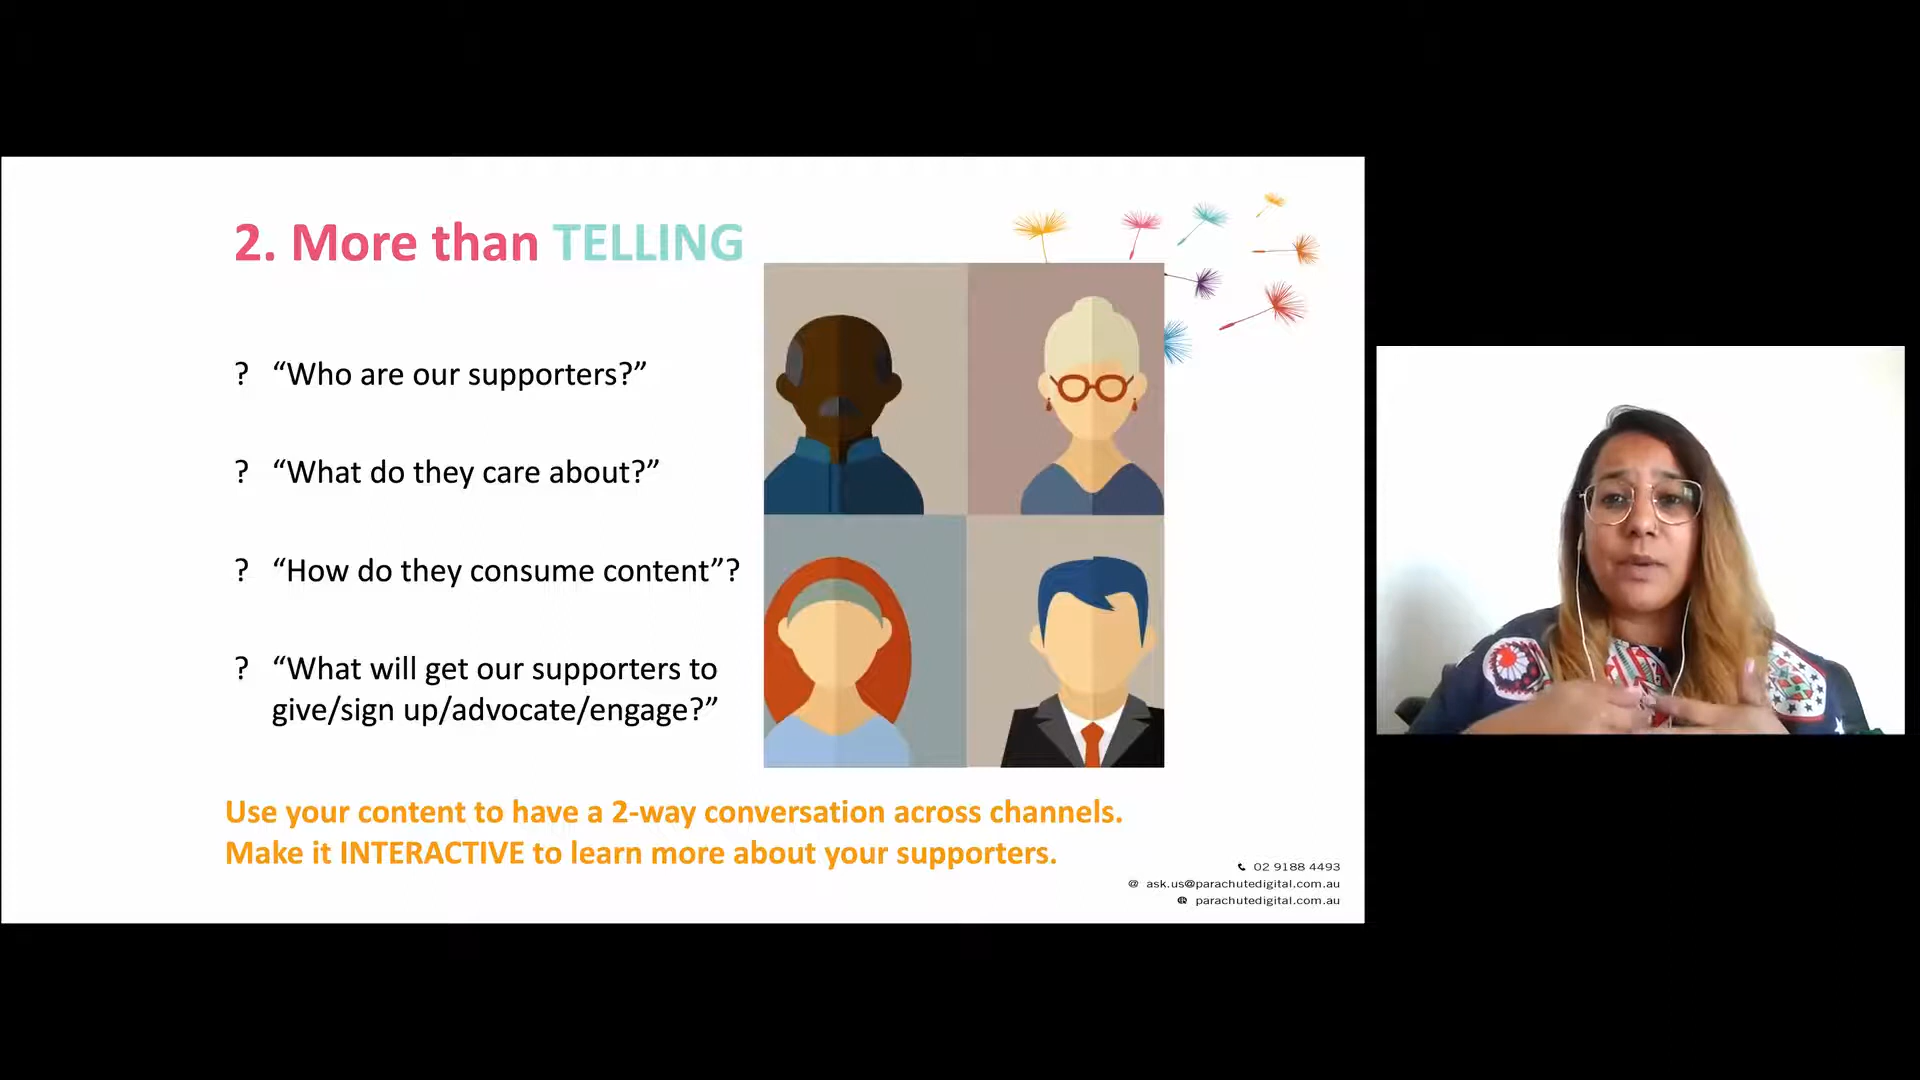 2. More than TELLING
? “Who are our supporters?”
? “What do they care about?”
? “How do they consume content”?
? “What will get our supporters to
give/sign up/advocate/engage?”
Use your content to have a 2-way conversation across channels.
Make it INTERACTIVE to learn more about your supporters.
02 9188 4493
@ ask.us@parachutedigital.com.au
parachutedigital.com.au